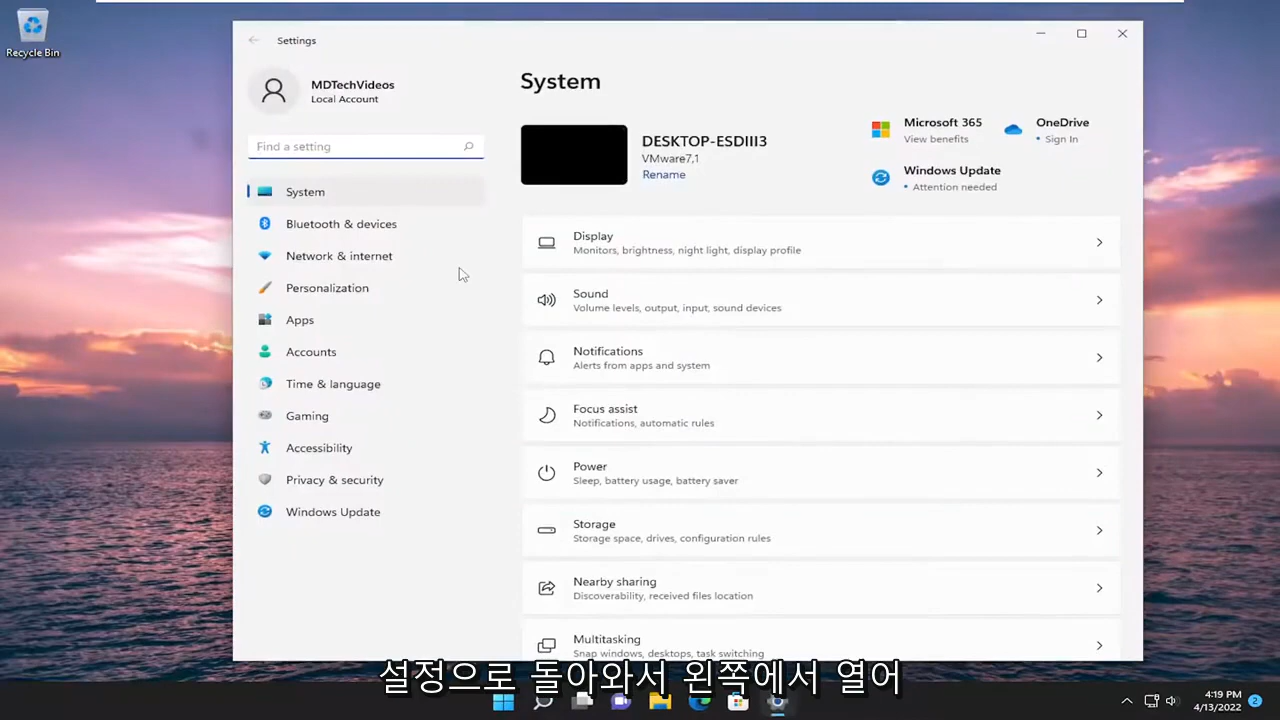 Recycle Bin
Settings
MDTechVideos
Local Account
Find a setting
System
Bluetooth & devices
Network & internet
Personalization
Apps
Accounts
Time & language
Gaming
Accessibility
Privacy & security
Windows Update
System
DESKTOP-ESDIII3
VMware7,1
Rename
Microsoft 365
View benefits
OneDrive
• Sign In
Windows Update
• Attention needed
Display
Monitors, brightness, night light, display profile
Sound
Volume levels, output, input, sound devices
Notifications
Alerts from apps and system
Focus assist
Notifications, automatic rules
Power
Sleep, battery usage, battery saver
Storage
Storage space, drives, configuration rules
Nearby sharing
Discoverability, received files location
Multitasking
Snap windows, desktops, task switching
설정으로 돌아와서 왼쪽에서 열어
4:19 PM
4/13/2022
2